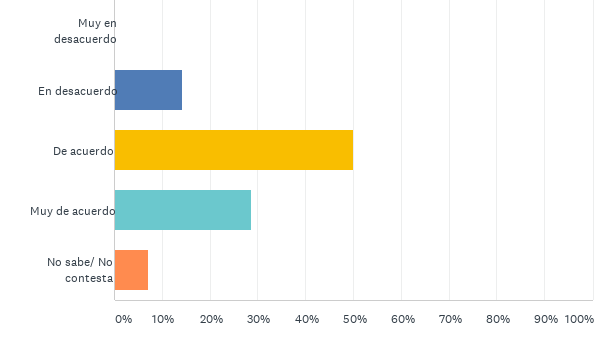 Muy en
desacuerdo
En desacuerdo
De acuerdo
Muy de acuerdo
No sabe/ No
contesta
0% 10% 20% 30% 40% 50% 60% 70% 80% 90% 100%